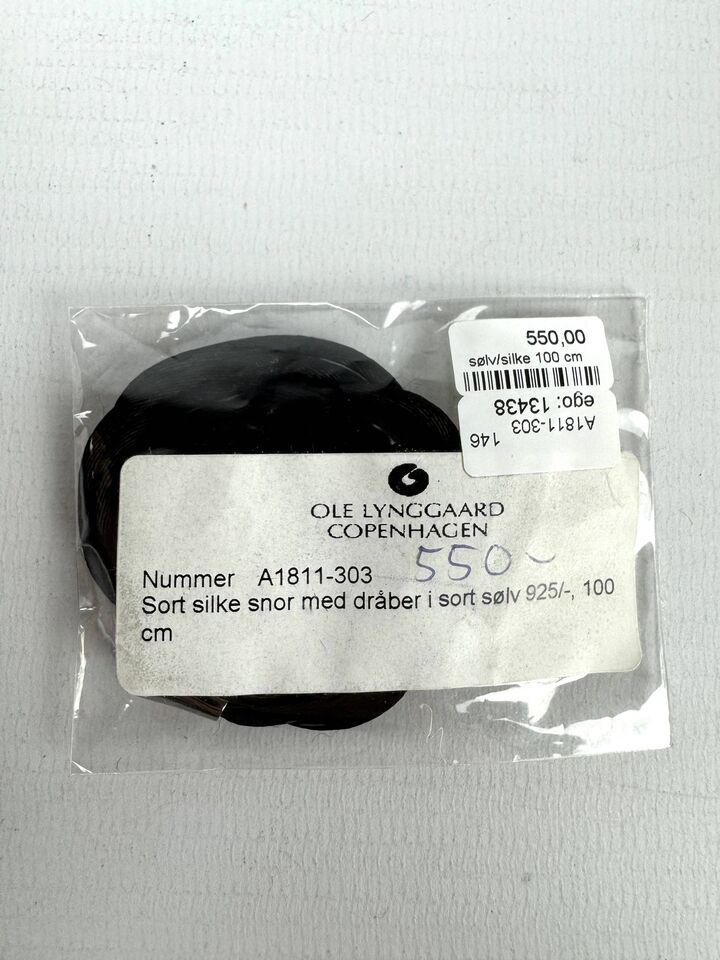 550,00
sølv/silke 100 cm
ego: 13438
A1811-303
146
OLE LYNGGAARD
COPENHAGEN
550-
Nummer A1811-303
Sort silke snor med dråber i sort sølv 925/-, 100
cm